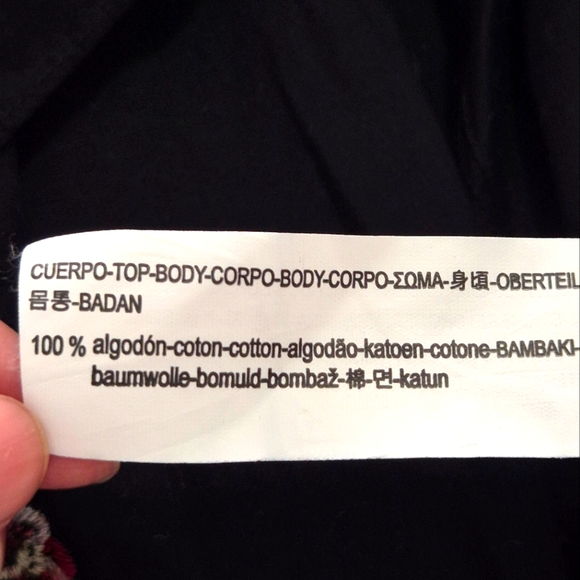 CUERPO-TOP-BODY-CORPO-BODY-CORPO-ΣΩMA-身頃-OBERTEIL
몸통-BADAN
100 % algodón-coton-cotton-algodão-katoen-cotone-BAMBAKI-
baumwolle-bomuld-bombaž-棉-면-katun